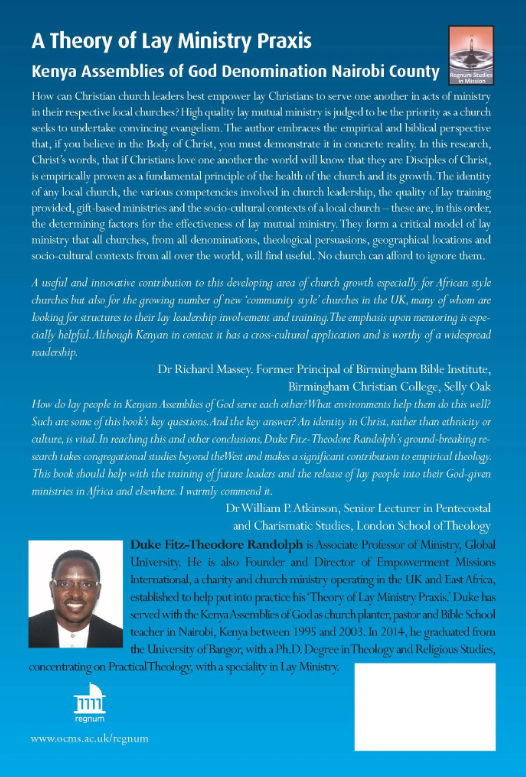 A Theory of Lay Ministry Praxis
Kenya Assemblies of God Denomination Nairobi County
Regnum Studies
in Mission
How can Christian church leaders best empower lay Christians to serve one another in acts of ministry
in their respective local churches? High quality lay mutual ministry is judged to be the priority as a church
seeks to undertake convincing evangelism. The author embraces the empirical and biblical perspective
that, if you believe in the Body of Christ, you must demonstrate it in concrete reality. In this research,
Christ's words, that if Christians love one another the world will know that they are Disciples of Christ,
is empirically proven as a fundamental principle of the health of the church and its growth. The identity
of any local church, the various competencies involved in church leadership, the quality of lay training
provided, gift-based ministries and the socio-cultural contexts of a local church – these are, in this order,
the determining factors for the effectiveness of lay mutual ministry. They form a critical model of lay
ministry that all churches, from all denominations, theological persuasions, geographical locations and
socio-cultural contexts from all over the world, will find useful. No church can afford to ignore them.
A useful and innovative contribution to this developing area of church growth especially for African style
churches but also for the growing number of new 'community style' churches in the UK, many of whom are
looking for structures to their lay leadership involvement and training. The emphasis upon mentoring is espe-
cially helpful. Although Kenyan in context it has a cross-cultural application and is worthy of a widespread
readership.
Dr Richard Massey. Former Principal of Birmingham Bible Institute,
Birmingham Christian College, Selly Oak
How do lay people in Kenyan Assemblies of God serve each other? What environments help them do this well?
Such are some of this book's key questions. And the key answer? An identity in Christ, rather than ethnicity or
culture, is vital. In reaching this and other conclusions, Duke Fitz-Theodore Randolph's ground-breaking re-
search takes congregational studies beyond the West and makes a significant contribution to empirical theology.
This book should help with the training of future leaders and the release of lay people into their God-given
ministries in Africa and elsewhere. I warmly commend it.
Dr William P. Atkinson, Senior Lecturer in Pentecostal
and Charismatic Studies, London School of Theology
Duke Fitz-Theodore Randolph is Associate Professor of Ministry, Global
University. He is also Founder and Director of Empowerment Missions
International, a charity and church ministry operating in the UK and East Africa,
established to help put into practice his 'Theory of Lay Ministry Praxis.' Duke has
served with the Kenya Assemblies of God as church planter, pastor and Bible School
teacher in Nairobi, Kenya between 1995 and 2003. In 2014, he graduated from
the University of Bangor, with a Ph.D. Degree in Theology and Religious Studies,
concentrating on Practical Theology, with a speciality in Lay Ministry.
regnum
www.ocms.ac.uk/regnum